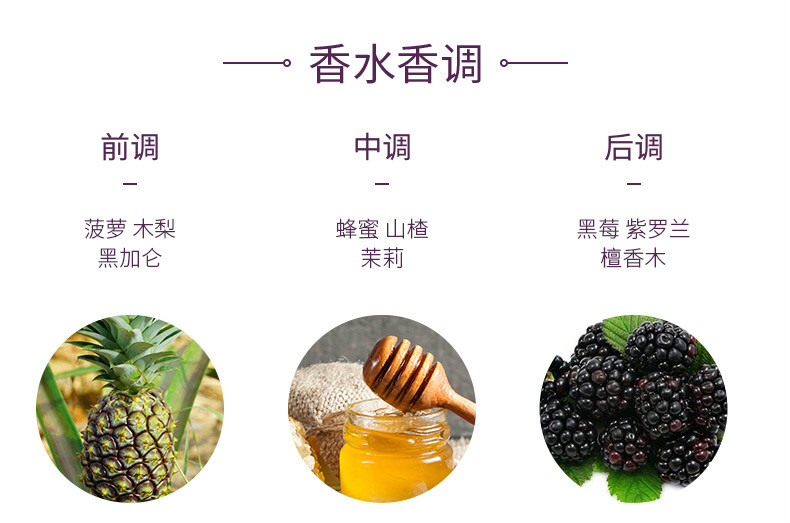 香水香调
前调
菠萝 木梨
黑加仑
中调
蜂蜜 山楂
茉莉
后调
黑莓 紫罗兰
檀香木